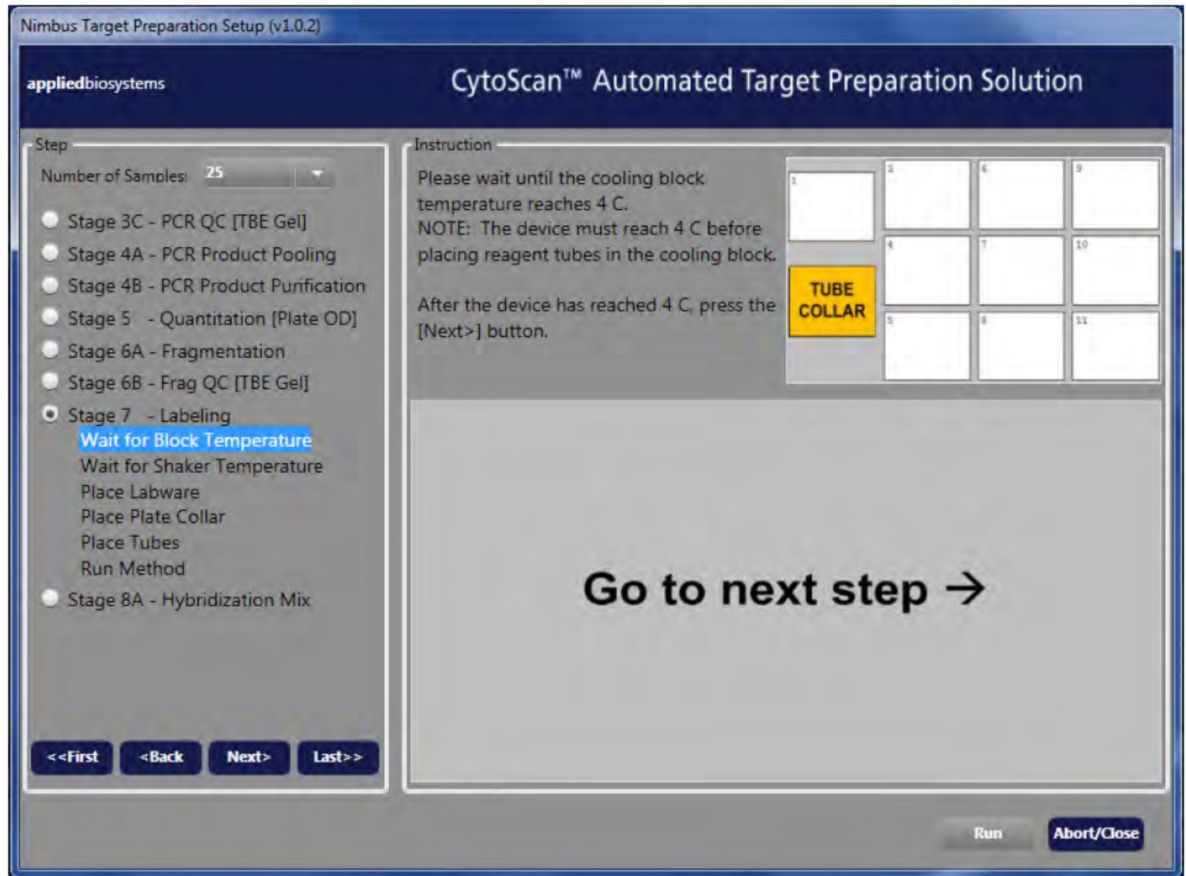 Nimbus Target Preparation Setup (v1.0.2)
appliedbiosystems
CytoScan™ Automated Target Preparation Solution
Step
Number of Samples: 25
Stage 3C - PCR QC [TBE Gel]
Stage 4A - PCR Product Pooling
Stage 4B - PCR Product Purification
Stage 5 - Quantitation [Plate OD]
Stage 6A - Fragmentation
Stage 6B - Frag QC [TBE Gel]
Stage 7 - Labeling
Wait for Block Temperature
Wait for Shaker Temperature
Place Labware
Place Plate Collar
Place Tubes
Run Method
Stage 8A - Hybridization Mix
<<First <Back Next> Last>>
Instruction
Please wait until the cooling block
temperature reaches 4 C.
NOTE: The device must reach 4 C before
placing reagent tubes in the cooling block.
After the device has reached 4 C, press the
[Next>] button.
1
TUBE
COLLAR
7 10
11
Go to next step →
Run Abort/Close